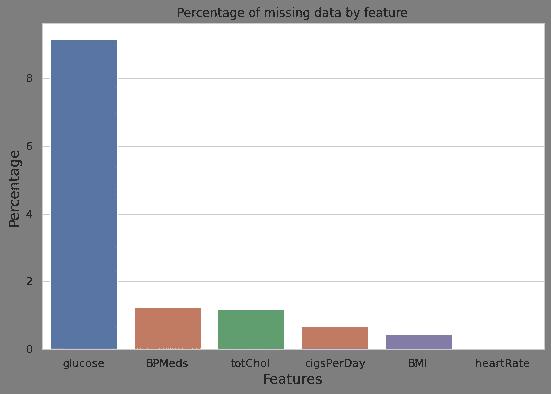 Percentage of missing data by feature
Percentage
8
6
4
2
0
glucose BPMeds totChol cigsPerDay BMI heartRate
Features